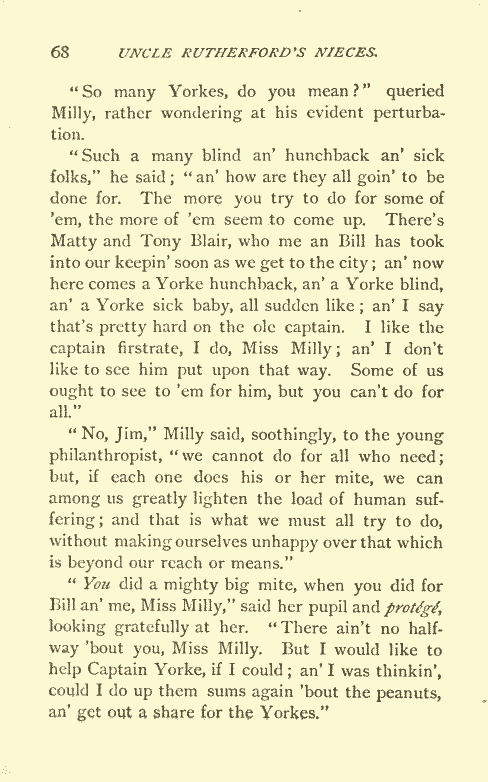 68 UNCLE RUTHERFORD'S NIECES.
"So many Yorkes, do you mean?" queried
Milly, rather wondering at his evident perturba-
tion.
"Such a many blind an' hunchback an' sick
folks," he said; "an' how are they all goin' to be
done for. The more you try to do for some of
'em, the more of 'em seem to come up. There's
Matty and Tony Blair, who me an Bill has took
into our keepin' soon as we get to the city; an' now
here comes a Yorke hunchback, an' a Yorke blind,
an' a Yorke sick baby, all sudden like; an' I say
that's pretty hard on the ole captain. I like the
captain firstrate, I do, Miss Milly; an' I don't
like to see him put upon that way. Some of us
ought to see to 'em for him, but you can't do for
all."
"No, Jim," Milly said, soothingly, to the young
philanthropist, "we cannot do for all who need;
but, if each one does his or her mite, we can
among us greatly lighten the load of human suf-
fering; and that is what we must all try to do,
without making ourselves unhappy over that which
is beyond our reach or means."
"You did a mighty big mite, when you did for
Bill an' me, Miss Milly," said her pupil and protégé,
looking gratefully at her. "There ain't no half-
way 'bout you, Miss Milly. But I would like to
help Captain Yorke, if I could; an' I was thinkin',
could I do up them sums again 'bout the peanuts,
an' get out a share for the Yorkes."